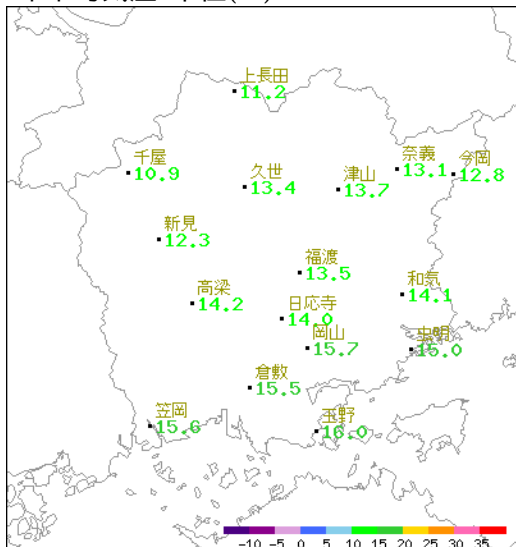 上長田
11.2
千屋
10.9
久世
13.4
津山
13.7
奈義
13.1
今岡
12.8
新見
12.3
福渡
13.5
和気
14.1
高梁
14.2
日応寺
14.0
岡山
15.7
虫明
15.0
倉敷
15.5
笠岡
15.6
玉野
16.0
-10 -5 0 5 10 15 20 25 30 35